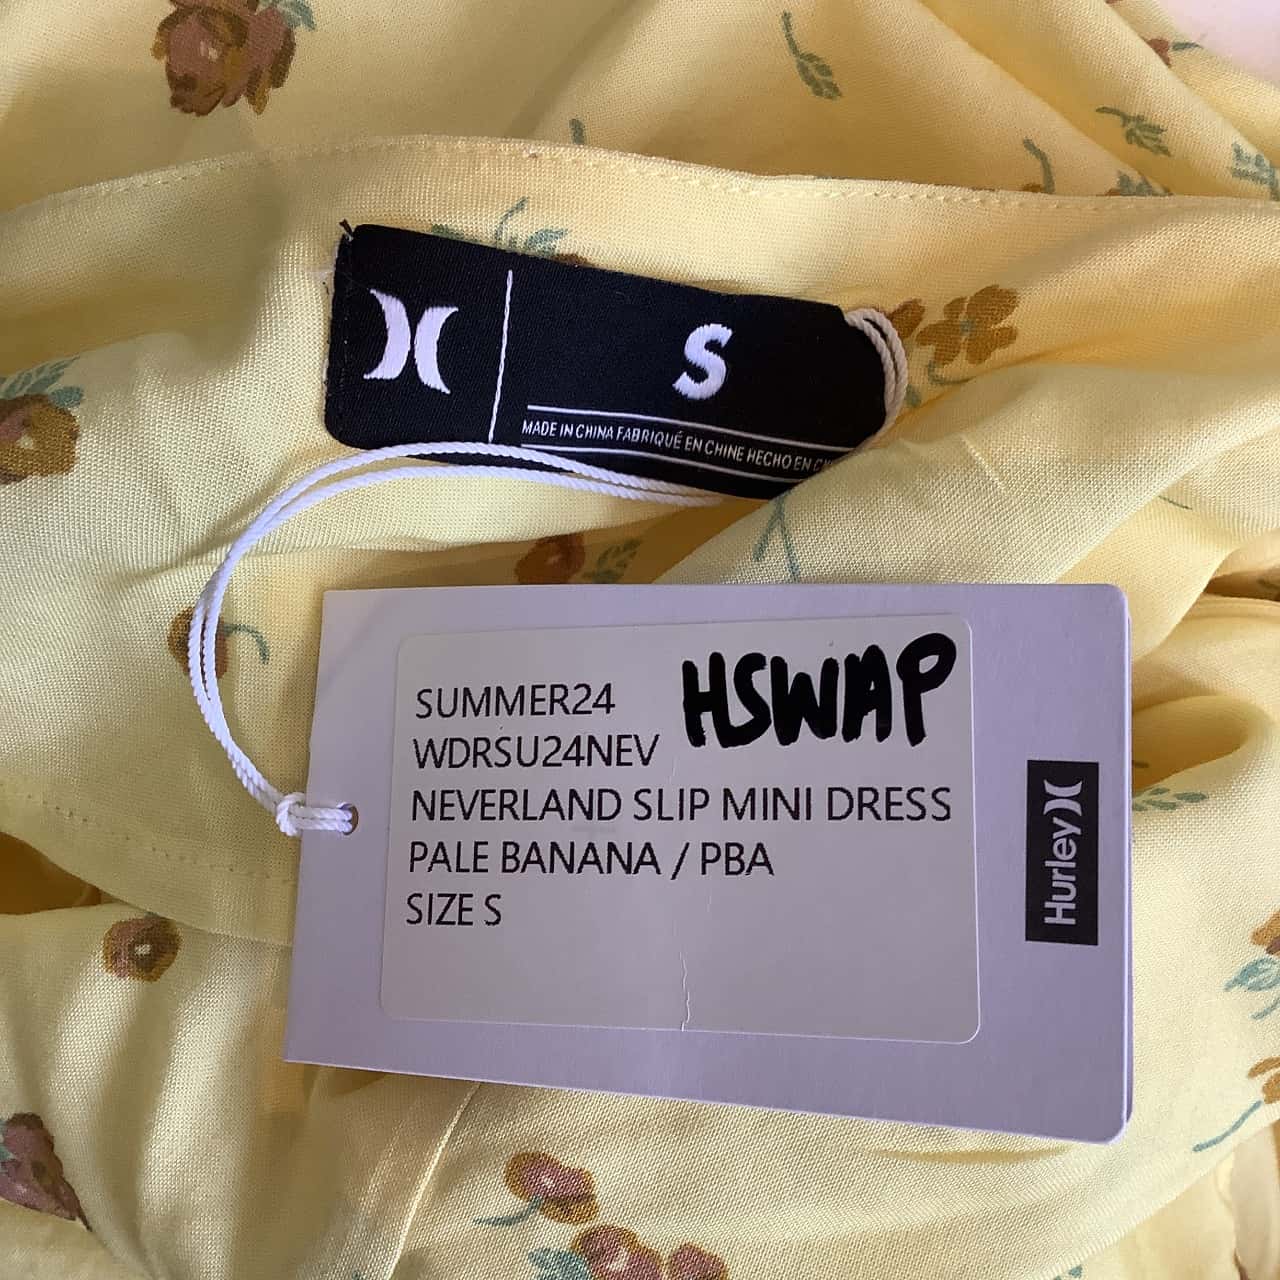 S
MADE IN CHINA FABRIQUÉ EN CHINE HECHO EN
HSWAP
SUMMER24
WDRSU24NEV
NEVERLAND SLIP MINI DRESS
PALE BANANA / PBA
SIZE S
Hurley